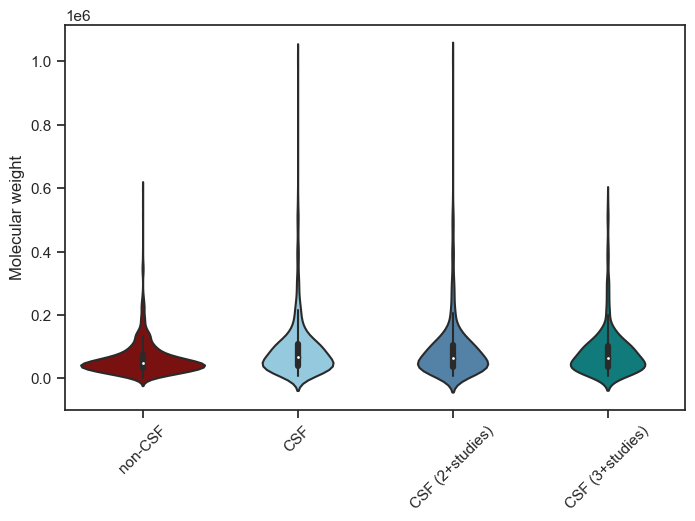 1e6
1.0
0.8
0.6
0.4
0.2
0.0
Molecular weight
non-CSF
CSF
CSF (2+studies)
CSF (3+studies)